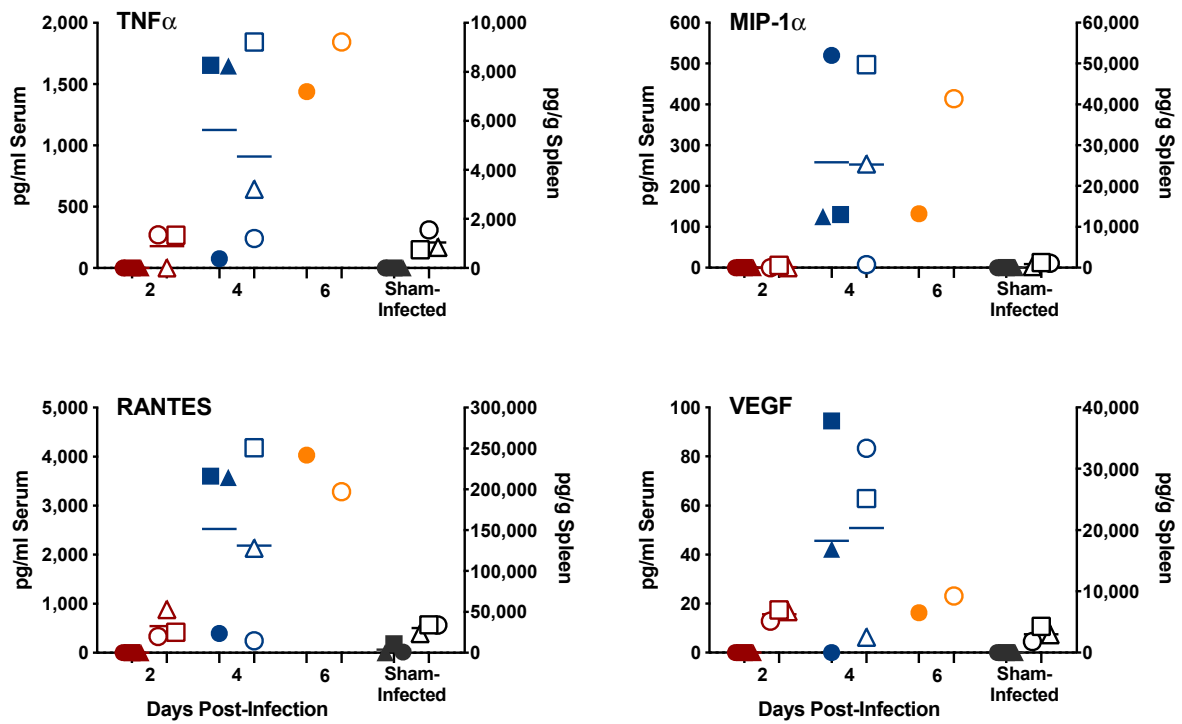 TNFα
pg/ml Serum
2,000
1,500
1,000
500
0
10,000
8,000
6,000
4,000
2,000
0
pg/g Spleen
2 4 6 Sham-
Infected
MIP-1α
pg/ml Serum
600
500
400
300
200
100
0
60,000
50,000
40,000
30,000
20,000
10,000
0
pg/g Spleen
2 4 6 Sham-
Infected
RANTES
pg/ml Serum
5,000
4,000
3,000
2,000
1,000
0
300,000
250,000
200,000
150,000
100,000
50,000
0
pg/g Spleen
2 4 6 Sham-
Infected
Days Post-Infection
VEGF
pg/ml Serum
100
80
60
40
20
0
40,000
30,000
20,000
10,000
0
pg/g Spleen
2 4 6 Sham-
Infected
Days Post-Infection